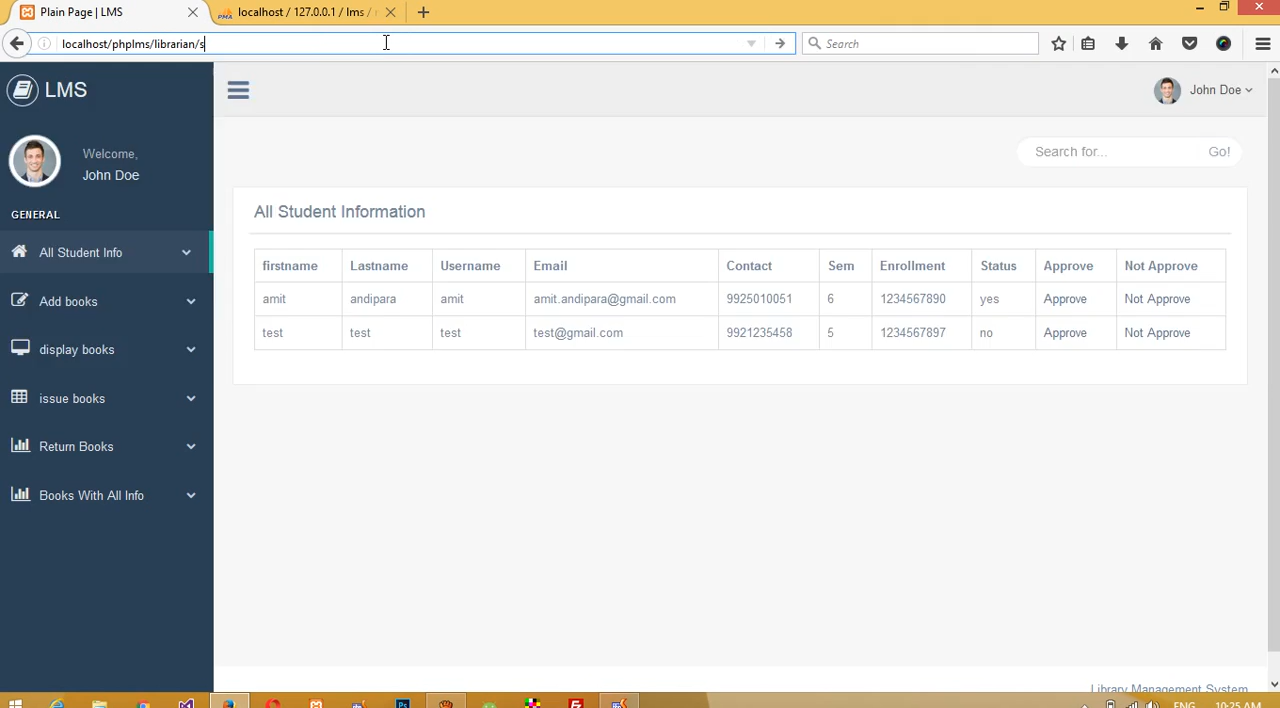 Plain Page | LMS
localhost / 127.0.0.1 / lms /
localhost/phplms/librarian/s
Search
LMS
John Doe
Welcome,
John Doe
Search for...
Go!
GENERAL
All Student Info
Add books
display books
issue books
Return Books
Books With All Info
All Student Information
firstname Lastname Username Email Contact Sem Enrollment Status Approve Not Approve
amit andipara amit amit.andipara@gmail.com 9925010051 6 1234567890 yes Approve Not Approve
test test test test@gmail.com 9921235458 5 1234567897 no Approve Not Approve
Library Management System
ENG 10:25 AM